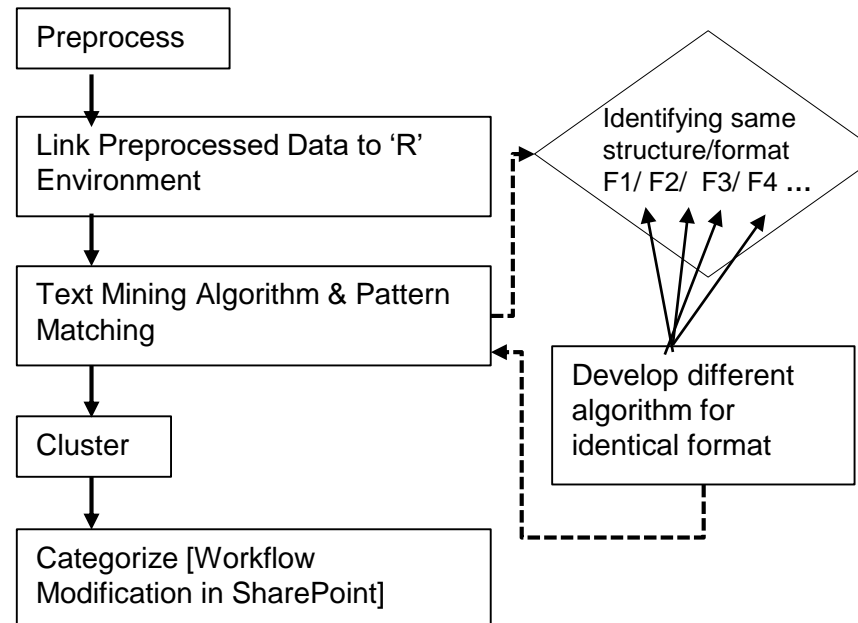 Preprocess
Link Preprocessed Data to ‘R’
Environment
Text Mining Algorithm & Pattern
Matching
Cluster
Categorize [Workflow
Modification in SharePoint]
Identifying same
structure/format
F1/ F2/ F3/ F4 ...
Develop different
algorithm for
identical format